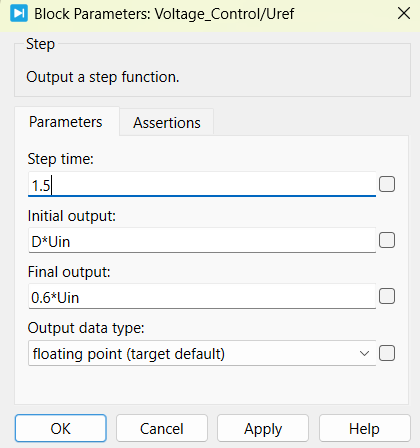 Block Parameters: Voltage_Control/Uref
Step
Output a step function.
Parameters
Assertions
Step time:
1.5
Initial output:
D*Uin
Final output:
0.6*Uin
Output data type:
floating point (target default)
OK
Cancel
Apply
Help